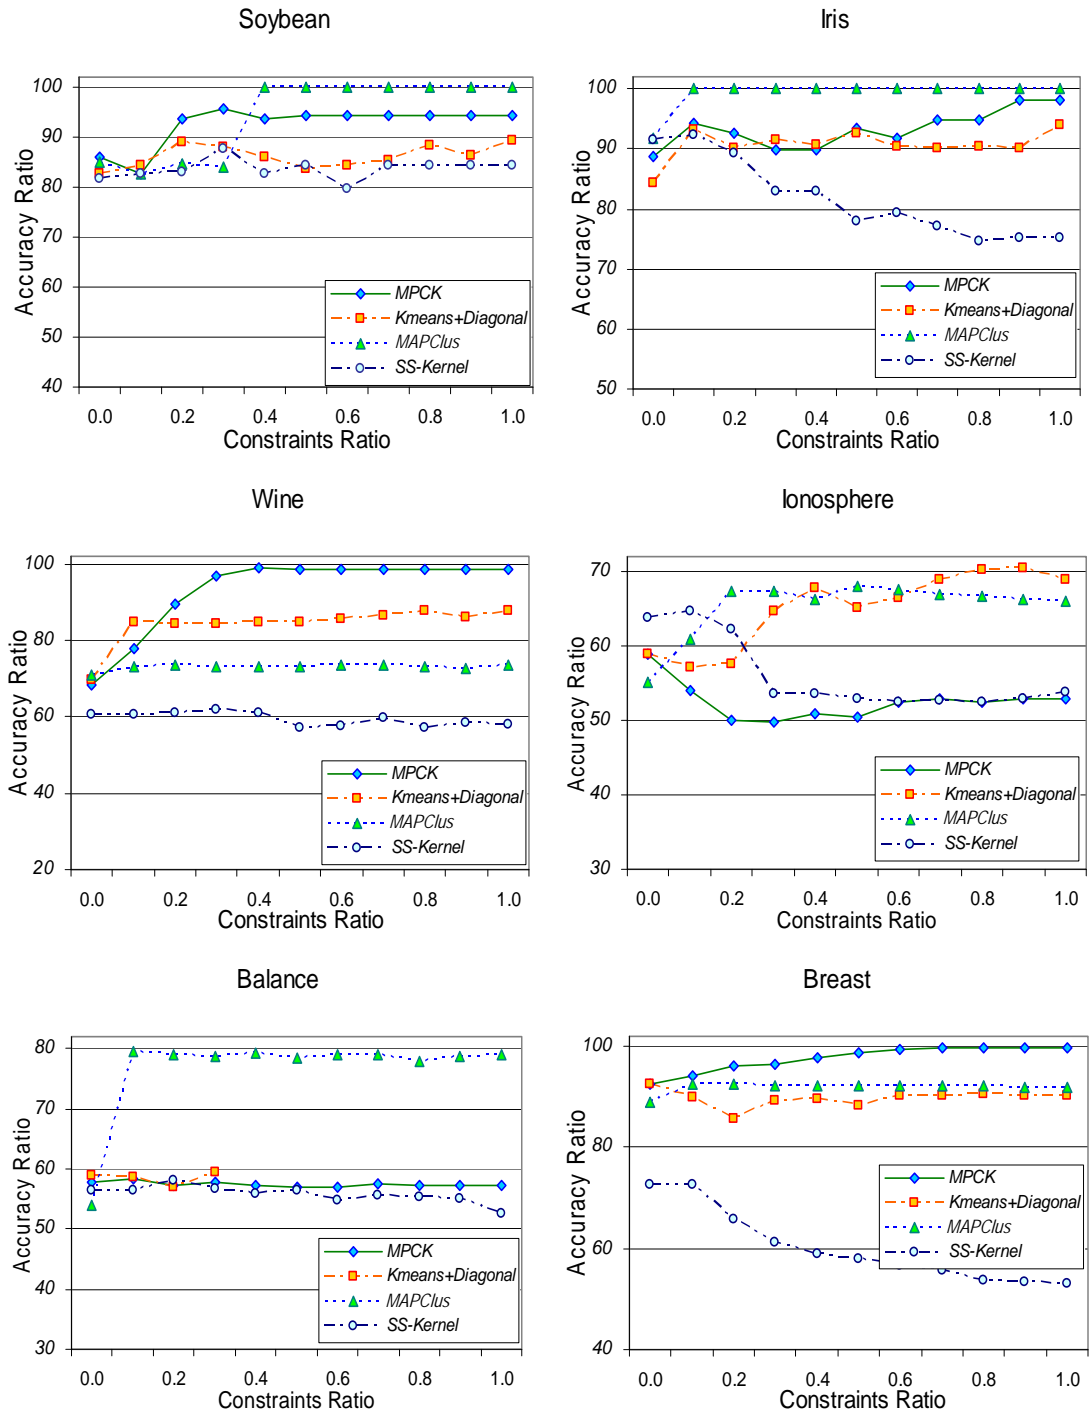 Soybean
Accuracy Ratio
100
90
80
70
60
50
40
MPCK
Kmeans+Diagonal
MAPClus
SS-Kernel
0.0 0.2 0.4 0.6 0.8 1.0
Constraints Ratio
Iris
Accuracy Ratio
100
90
80
70
60
50
MPCK
Kmeans+Diagonal
MAPClus
SS-Kernel
0.0 0.2 0.4 0.6 0.8 1.0
Constraints Ratio
Wine
Accuracy Ratio
100
80
60
40
20
MPCK
Kmeans+Diagonal
MAPClus
SS-Kernel
0.0 0.2 0.4 0.6 0.8 1.0
Constraints Ratio
Ionosphere
Accuracy Ratio
70
60
50
40
30
MPCK
Kmeans+Diagonal
MAPClus
SS-Kernel
0.0 0.2 0.4 0.6 0.8 1.0
Constraints Ratio
Balance
Accuracy Ratio
80
70
60
50
40
30
MPCK
Kmeans+Diagonal
MAPClus
SS-Kernel
0.0 0.2 0.4 0.6 0.8 1.0
Constraints Ratio
Breast
Accuracy Ratio
100
80
60
40
MPCK
Kmeans+Diagonal
MAPClus
SS-Kernel
0.0 0.2 0.4 0.6 0.8 1.0
Constraints Ratio